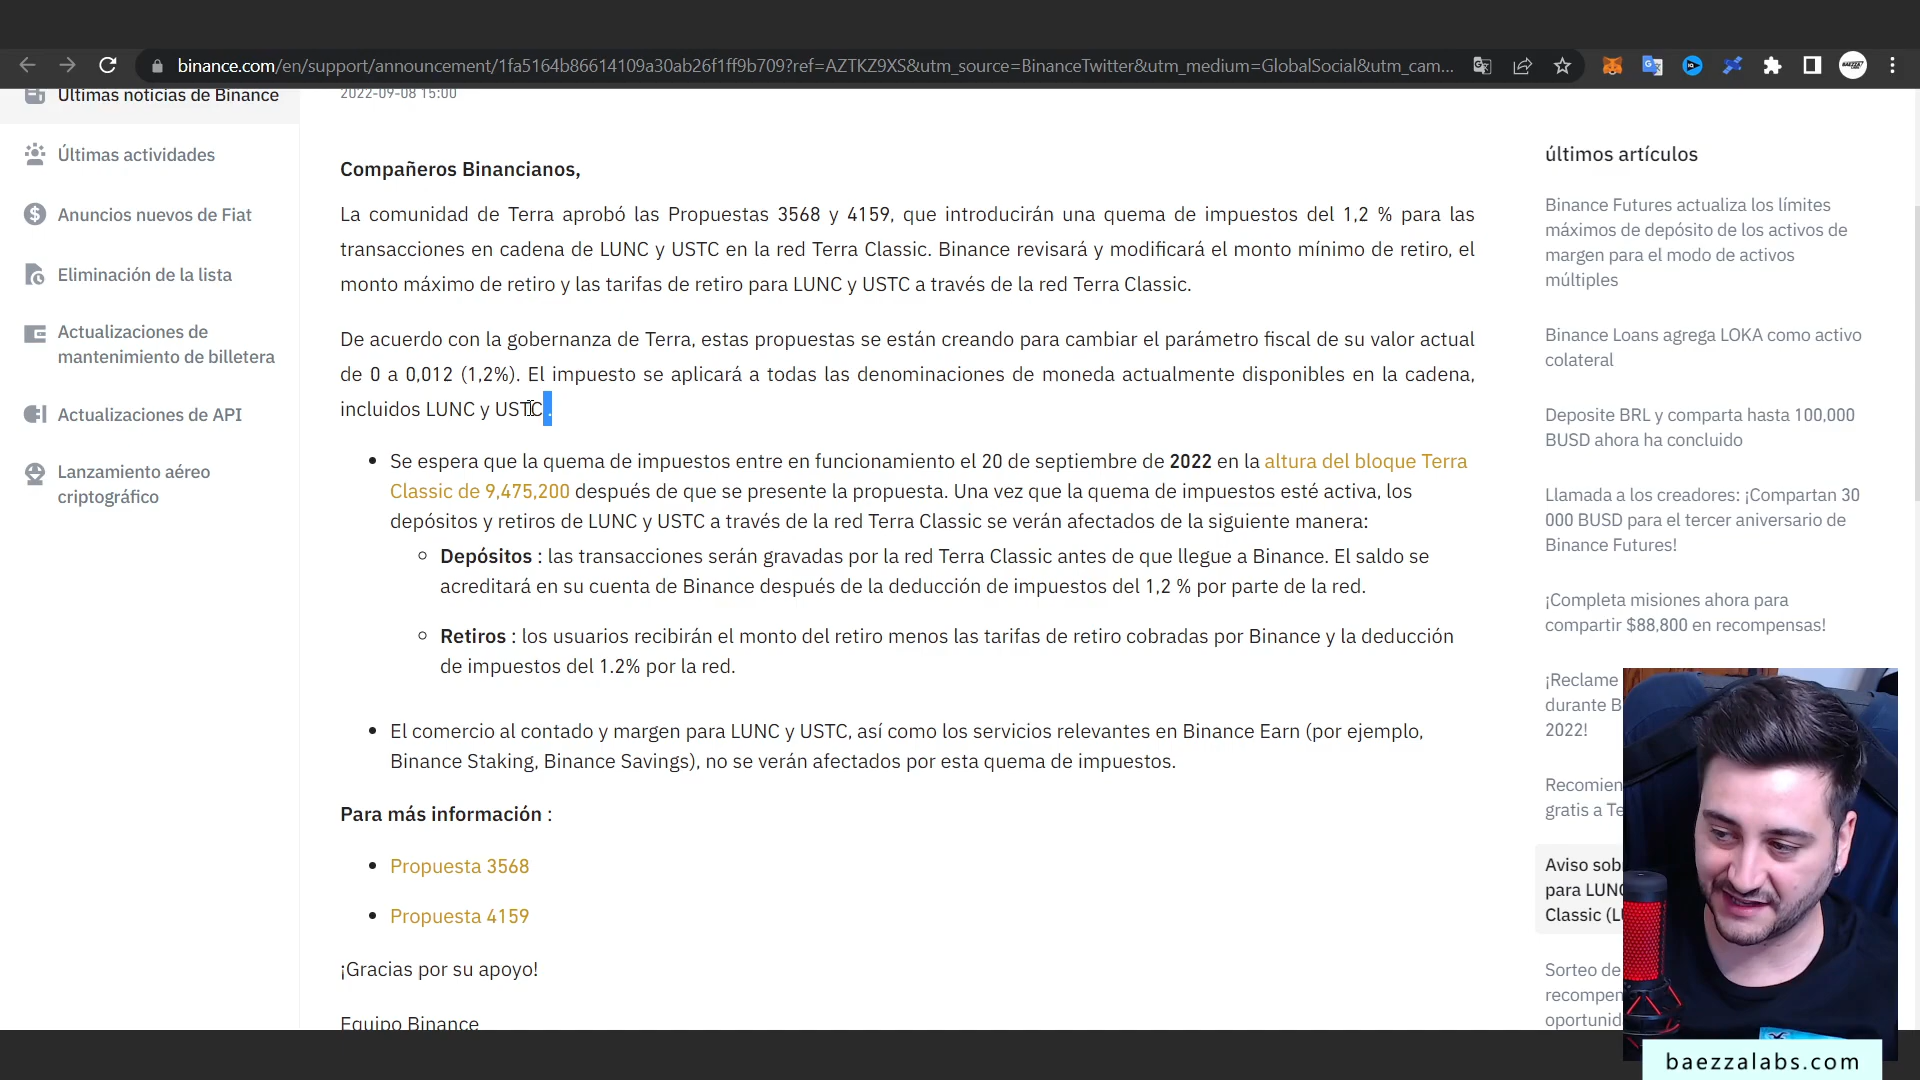 binance.com/en/support/announcement/1fa5164b86614109a30ab26f1ff9b709?ref=AZTKZ9XS&utm_source=BinanceTwitter&utm_medium=GlobalSocial&utm_cam...
Últimas noticias de Binance
Últimas actividades
Anuncios nuevos de Fiat
Eliminación de la lista
Actualizaciones de
mantenimiento de billetera
Actualizaciones de API
Lanzamiento aéreo
criptográfico
2022-09-08 15:00
Compañeros Binancianos,
La comunidad de Terra aprobó las Propuestas 3568 y 4159, que introducirán una quema de impuestos del 1,2 % para las
transacciones en cadena de LUNC y USTC en la red Terra Classic. Binance revisará y modificará el monto mínimo de retiro, el
monto máximo de retiro y las tarifas de retiro para LUNC y USTC a través de la red Terra Classic.
De acuerdo con la gobernanza de Terra, estas propuestas se están creando para cambiar el parámetro fiscal de su valor actual
de 0 a 0,012 (1,2%). El impuesto se aplicará a todas las denominaciones de moneda actualmente disponibles en la cadena,
incluidos LUNC y USTC .
• Se espera que la quema de impuestos entre en funcionamiento el 20 de septiembre de 2022 en la altura del bloque Terra
Classic de 9,475,200 después de que se presente la propuesta. Una vez que la quema de impuestos esté activa, los
depósitos y retiros de LUNC y USTC a través de la red Terra Classic se verán afectados de la siguiente manera:
◦ Depósitos : las transacciones serán gravadas por la red Terra Classic antes de que llegue a Binance. El saldo se
acreditará en su cuenta de Binance después de la deducción de impuestos del 1,2 % por parte de la red.
◦ Retiros : los usuarios recibirán el monto del retiro menos las tarifas de retiro cobradas por Binance y la deducción
de impuestos del 1.2% por la red.
• El comercio al contado y margen para LUNC y USTC, así como los servicios relevantes en Binance Earn (por ejemplo,
Binance Staking, Binance Savings), no se verán afectados por esta quema de impuestos.
Para más información :
• Propuesta 3568
• Propuesta 4159
¡Gracias por su apoyo!
Equipo Binance
últimos artículos
Binance Futures actualiza los límites
máximos de depósito de los activos de
margen para el modo de activos
múltiples
Binance Loans agrega LOKA como activo
colateral
Deposite BRL y comparta hasta 100,000
BUSD ahora ha concluido
Llamada a los creadores: ¡Compartan 30
000 BUSD para el tercer aniversario de
Binance Futures!
¡Completa misiones ahora para
compartir $88,800 en recompensas!
¡Reclame
durante B
2022!
Recomien
gratis a Te
Aviso sob
para LUNC
Classic (LU
Sorteo de
recompen
oportunid
baezzalabs.com